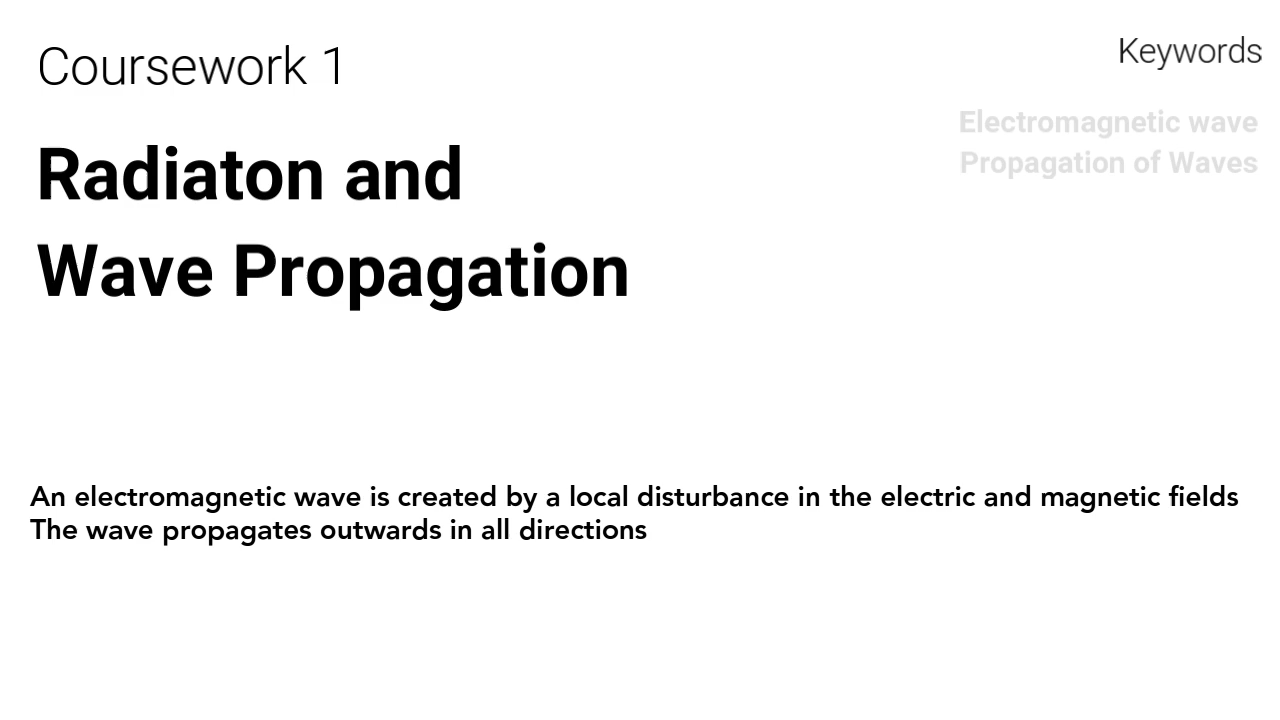 Coursework 1
Radiaton and
Wave Propagation
Keywords
Electromagnetic wave
Propagation of Waves
An electromagnetic wave is created by a local disturbance in the electric and magnetic fields
The wave propagates outwards in all directions